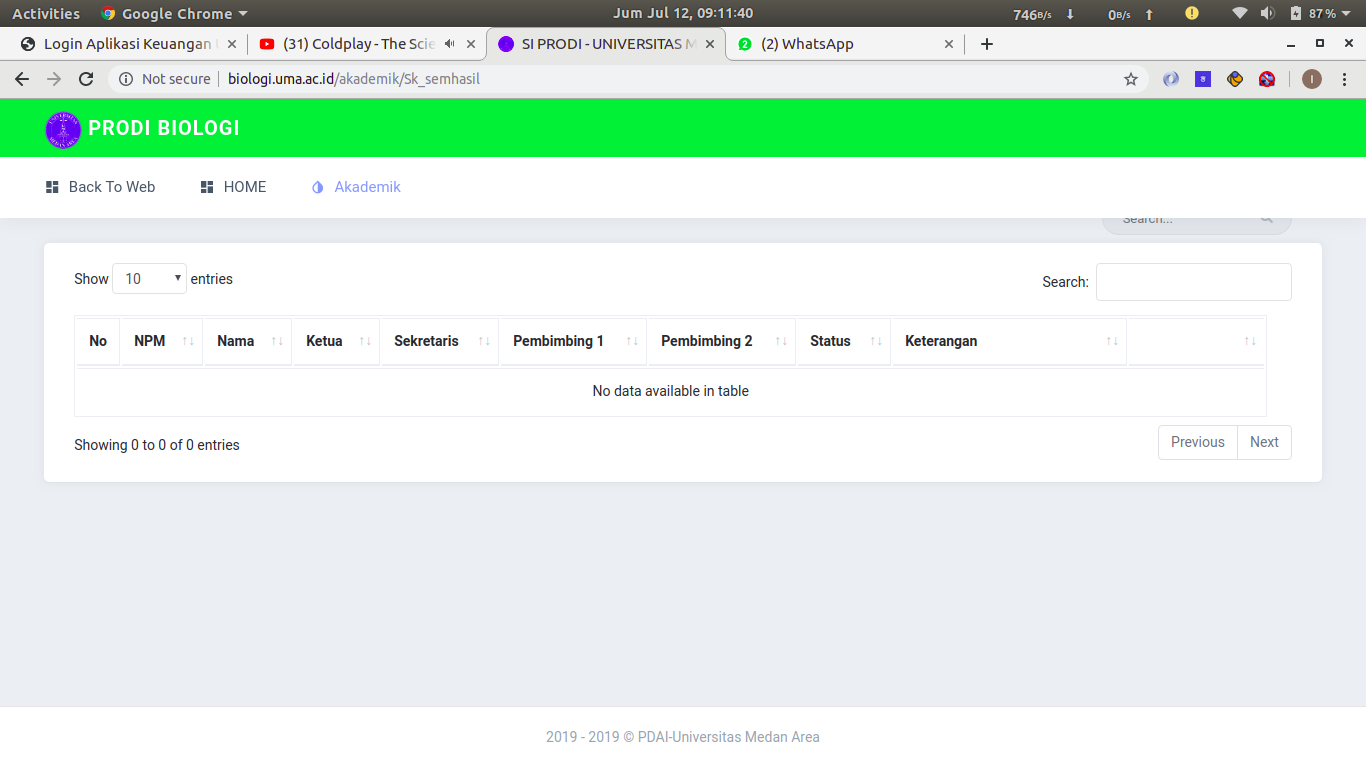 Activities Google Chrome Jum Jul 12, 09:11:40 746B/s 0B/s 87%
Login Aplikasi Keuangan (31) Coldplay - The Scie SI PRODI - UNIVERSITAS M (2) WhatsApp
Not secure biologi.uma.ac.id/akademik/Sk_semhasil
PRODI BIOLOGI
Back To Web HOME Akademik
Search...
Show 10 entries Search:
No NPM Nama Ketua Sekretaris Pembimbing 1 Pembimbing 2 Status Keterangan
No data available in table
Showing 0 to 0 of 0 entries Previous Next
2019 - 2019 © PDAI-Universitas Medan Area